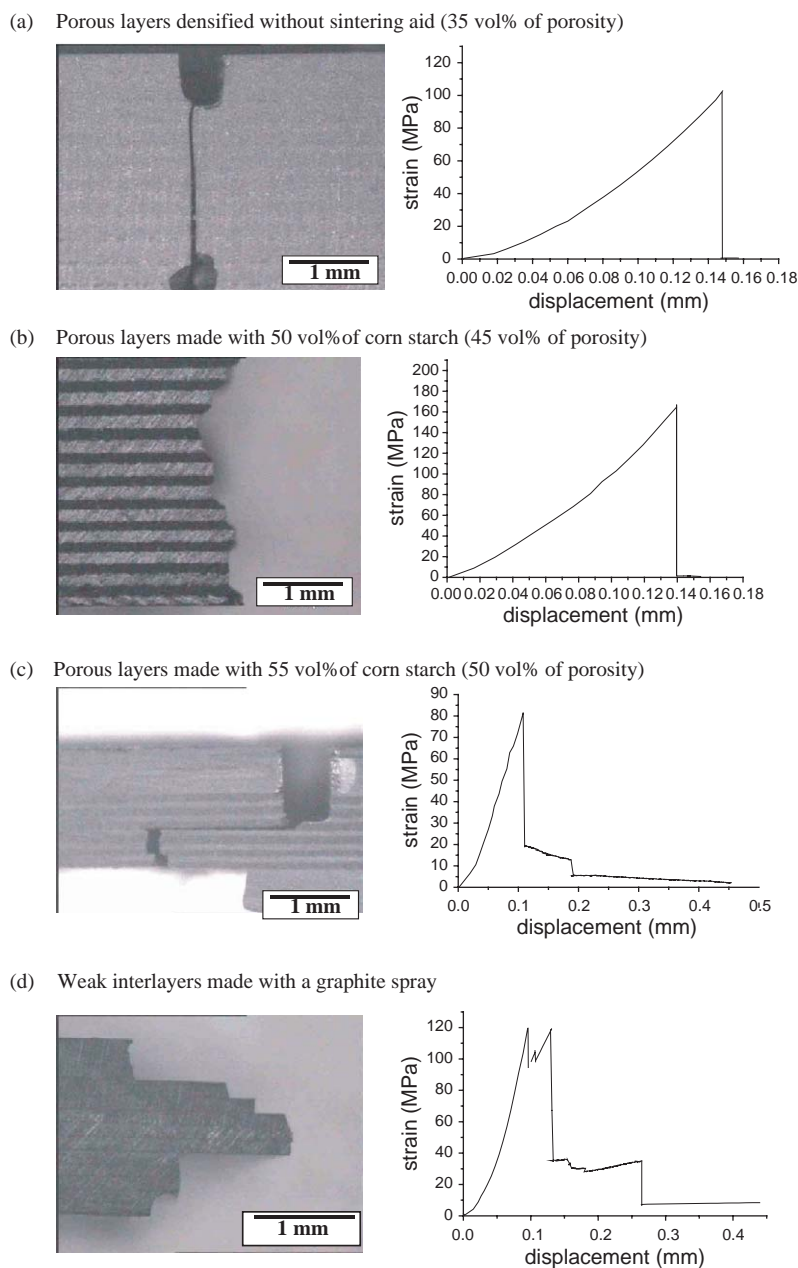 (a) Porous layers densified without sintering aid (35 vol% of porosity)
1 mm
strain (MPa)
120
100
80
60
40
20
0
0.00 0.02 0.04 0.06 0.08 0.10 0.12 0.14 0.16 0.18
displacement (mm)
(b) Porous layers made with 50 vol% of corn starch (45 vol% of porosity)
1 mm
strain (MPa)
200
180
160
140
120
100
80
60
40
20
0
0.00 0.02 0.04 0.06 0.08 0.10 0.12 0.14 0.16 0.18
displacement (mm)
(c) Porous layers made with 55 vol% of corn starch (50 vol% of porosity)
1 mm
strain (MPa)
90
80
70
60
50
40
30
20
10
0
0.0 0.1 0.2 0.3 0.4 0.5
displacement (mm)
(d) Weak interlayers made with a graphite spray
1 mm
strain (MPa)
120
100
80
60
40
20
0
0.0 0.1 0.2 0.3 0.4
displacement (mm)